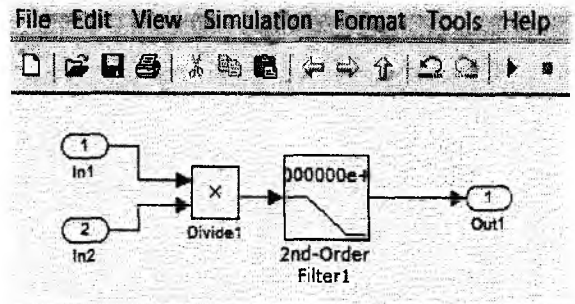 File Edit View Simulation Format Tools Help
1
In1
2
In2
×
Divide1
000000e+
2nd-Order
Filter1
1
Out1